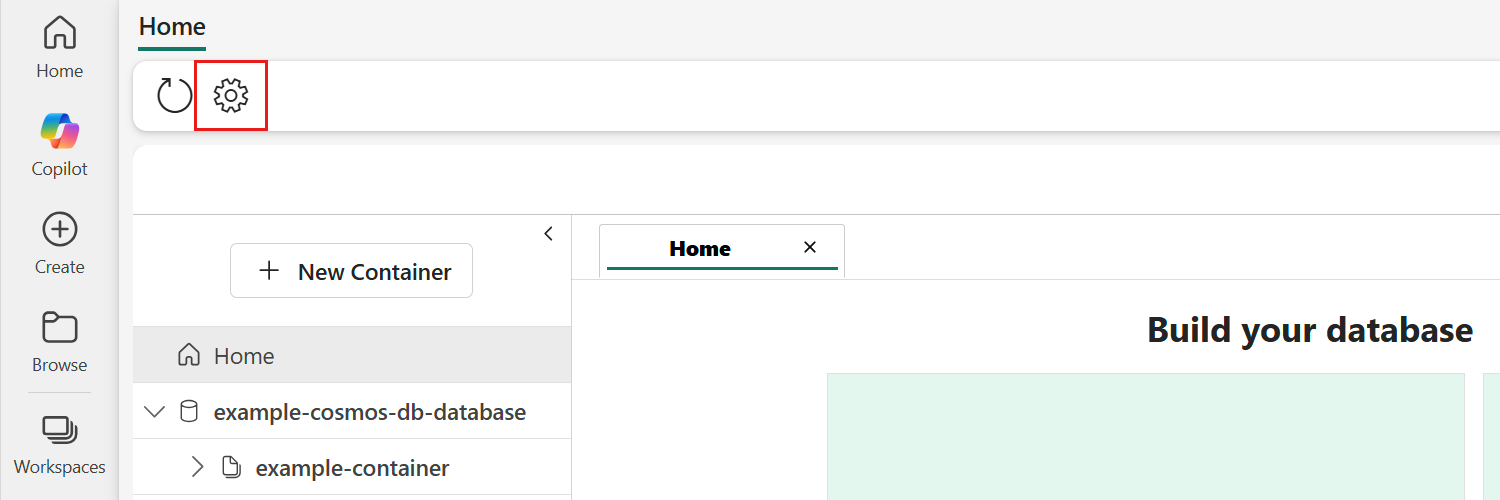 Home
Copilot
Create
Browse
Workspaces
Home
New Container
Home
example-cosmos-db-database
example-container
Home
Build your database